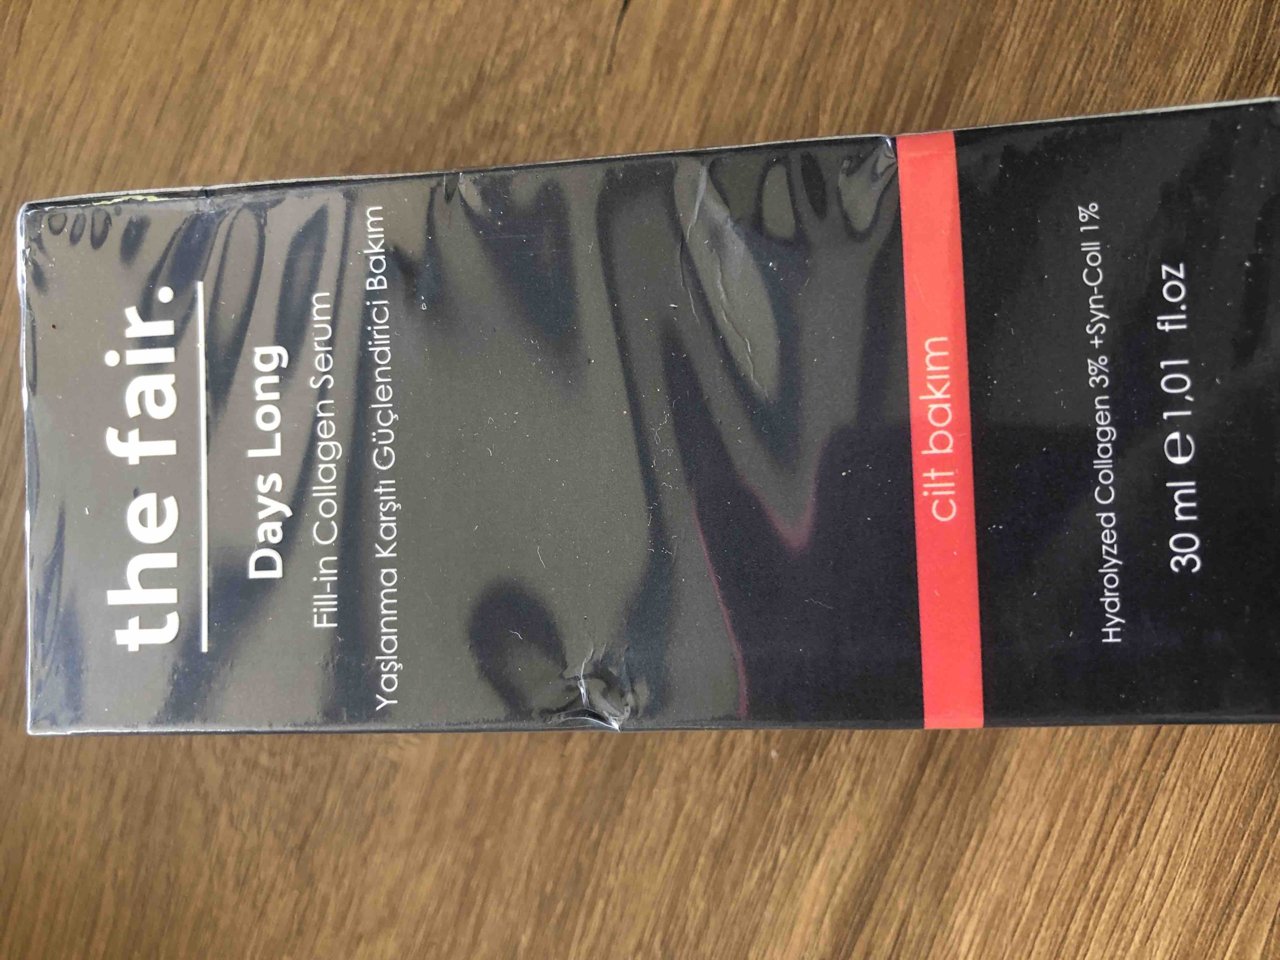 the fair.
Days Long
Fill-in Collagen Serum
Yaşlanma Karşıtı Güçlendirici Bakım
cilt bakım
Hydrolyzed Collagen 3% +Syn-Coll 1%
30 ml e 1,01 fl.oz